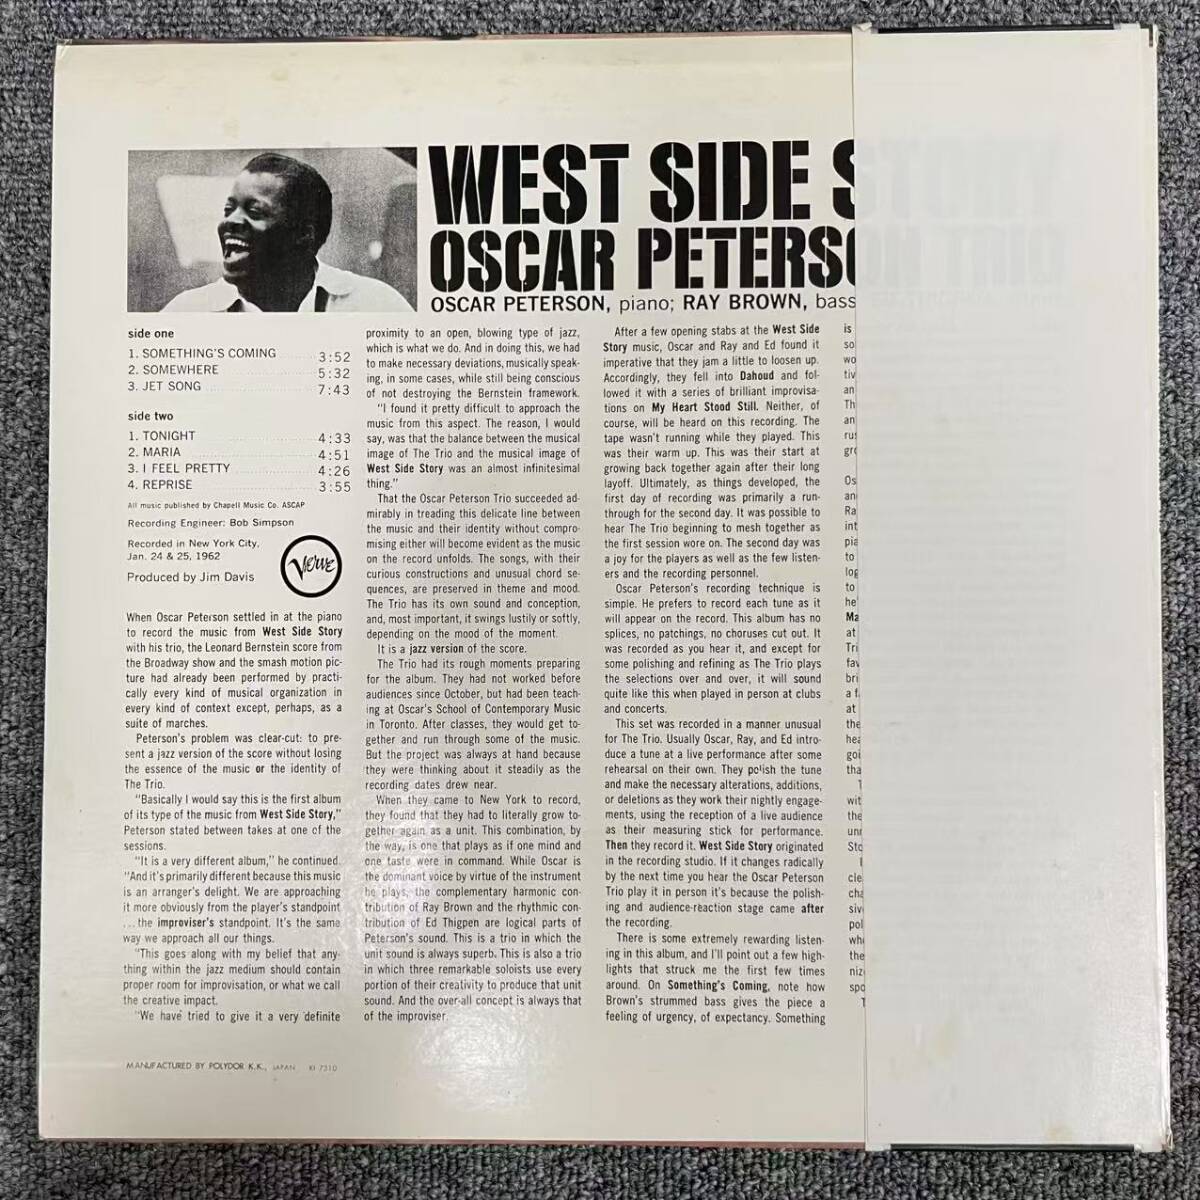 WEST SIDE S
OSCAR PETERSO
OSCAR PETERSON, piano; RAY BROWN, bass
side one
1. SOMETHING'S COMING 3:52
2. SOMEWHERE 5:32
3. JET SONG 7:43
side two
1. TONIGHT 4:33
2. MARIA 4:51
3. I FEEL PRETTY 4:26
4. REPRISE 3:55
All music published by Chapell Music Co. ASCAP
Recording Engineer: Bob Simpson
Recorded in New York City,
Jan. 24 & 25, 1962
Produced by Jim Davis
Verve
When Oscar Peterson settled in at the piano
to record the music from West Side Story
with his trio, the Leonard Bernstein score from
the Broadway show and the smash motion pic-
ture had already been performed by practi-
cally every kind of musical organization in
every kind of context except, perhaps, as a
suite of marches.
Peterson's problem was clear-cut: to pre-
sent a jazz version of the score without losing
the essence of the music or the identity of
The Trio.
"Basically I would say this is the first album
of its type of the music from West Side Story,"
Peterson stated between takes at one of the
sessions.
"It is a very different album," he continued.
"And it's primarily different because this music
is an arranger's delight. We are approaching
it more obviously from the player's standpoint
...the improviser's standpoint. It's the same
way we approach all our things.
"This goes along with my belief that any-
thing within the jazz medium should contain
proper room for improvisation, or what we call
the creative impact.
"We have tried to give it a very definite
proximity to an open, blowing type of jazz,
which is what we do. And in doing this, we had
to make necessary deviations, musically speak-
ing, in some cases, while still being conscious
of not destroying the Bernstein framework.
"I found it pretty difficult to approach the
music from this aspect. The reason, I would
say, was that the balance between the musical
image of The Trio and the musical image of
West Side Story was an almost infinitesimal
thing."
That the Oscar Peterson Trio succeeded ad-
mirably in treading this delicate line between
the music and their identity without compro-
mising either will become evident as the music
on the record unfolds. The songs, with their
curious constructions and unusual chord se-
quences, are preserved in theme and mood.
The Trio has its own sound and conception,
and, most important, it swings lustily or softly,
depending on the mood of the moment.
It is a jazz version of the score.
The Trio had its rough moments preparing
for the album. They had not worked before
audiences since October, but had been teach-
ing at Oscar's School of Contemporary Music
in Toronto. After classes, they would get to-
gether and run through some of the music.
But the project was always at hand because
they were thinking about it steadily as the
recording dates drew near.
When they came to New York to record,
they found that they had to literally grow to-
gether again as a unit. This combination, by
the way, is one that plays as if one mind and
one taste were in command. While Oscar is
the dominant voice by virtue of the instrument
he plays, the complementary harmonic con-
tribution of Ray Brown and the rhythmic con-
tribution of Ed Thigpen are logical parts of
Peterson's sound. This is a trio in which the
unit sound is always superb. This is also a trio
in which three remarkable soloists use every
portion of their creativity to produce that unit
sound. And the over-all concept is always that
of the improviser.
After a few opening stabs at the West Side
Story music, Oscar and Ray and Ed found it
imperative that they jam a little to loosen up.
Accordingly, they fell into Dahoud and fol-
lowed it with a series of brilliant improvisa-
tions on My Heart Stood Still. Neither, of
course, will be heard on this recording. The
tape wasn't running while they played. This
was their warm up. This was their start at
growing back together again after their long
layoff. Ultimately, as things developed, the
first day of recording was primarily a run-
through for the second day. It was possible to
hear The Trio beginning to mesh together as
the first session wore on. The second day was
a joy for the players as well as the few listen-
ers and the recording personnel.
Oscar Peterson's recording technique is
simple. He prefers to record each tune as it
will appear on the record. This album has no
splices, no patchings, no choruses cut out. It
was recorded as you hear it, and except for
some polishing and refining as The Trio plays
the selections over and over, it will sound
quite like this when played in person at clubs
and concerts.
This set was recorded in a manner unusual
for The Trio. Usually Oscar, Ray, and Ed intro-
duce a tune at a live performance after some
rehearsal on their own. They polish the tune
and make the necessary alterations, additions,
or deletions as they work their nightly engage-
ments, using the reception of a live audience
as their measuring stick for performance.
Then they record it. West Side Story originated
in the recording studio. If it changes radically
by the next time you hear the Oscar Peterson
Trio play it in person it's because the polish-
ing and audience-reaction stage came after
the recording.
There is some extremely rewarding listen-
ing in this album, and I'll point out a few high-
lights that struck me the first few times
around. On Something's Coming, note how
Brown's strummed bass gives the piece a
feeling of urgency, of expectancy. Something
MANUFACTURED BY POLYDOR K.K., JAPAN KI 7310